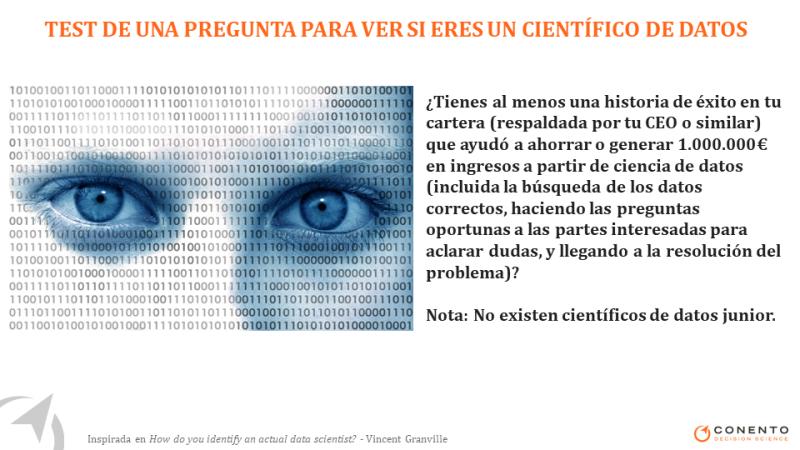 TEST DE UNA PREGUNTA PARA VER SI ERES UN CIENTÍFICO DE DATOS
¿Tienes al menos una historia de éxito en tu
cartera (respaldada por tu CEO o similar)
que ayudó a ahorrar o generar 1.000.000€
en ingresos a partir de ciencia de datos
(incluida la búsqueda de los datos
correctos, haciendo las preguntas
oportunas a las partes interesadas para
aclarar dudas, y llegando a la resolución del
problema)?
Nota: No existen científicos de datos junior.
Inspirada en How do you identify an actual data scientist? - Vincent Granville
CONENTO
DECISION SCIENCE